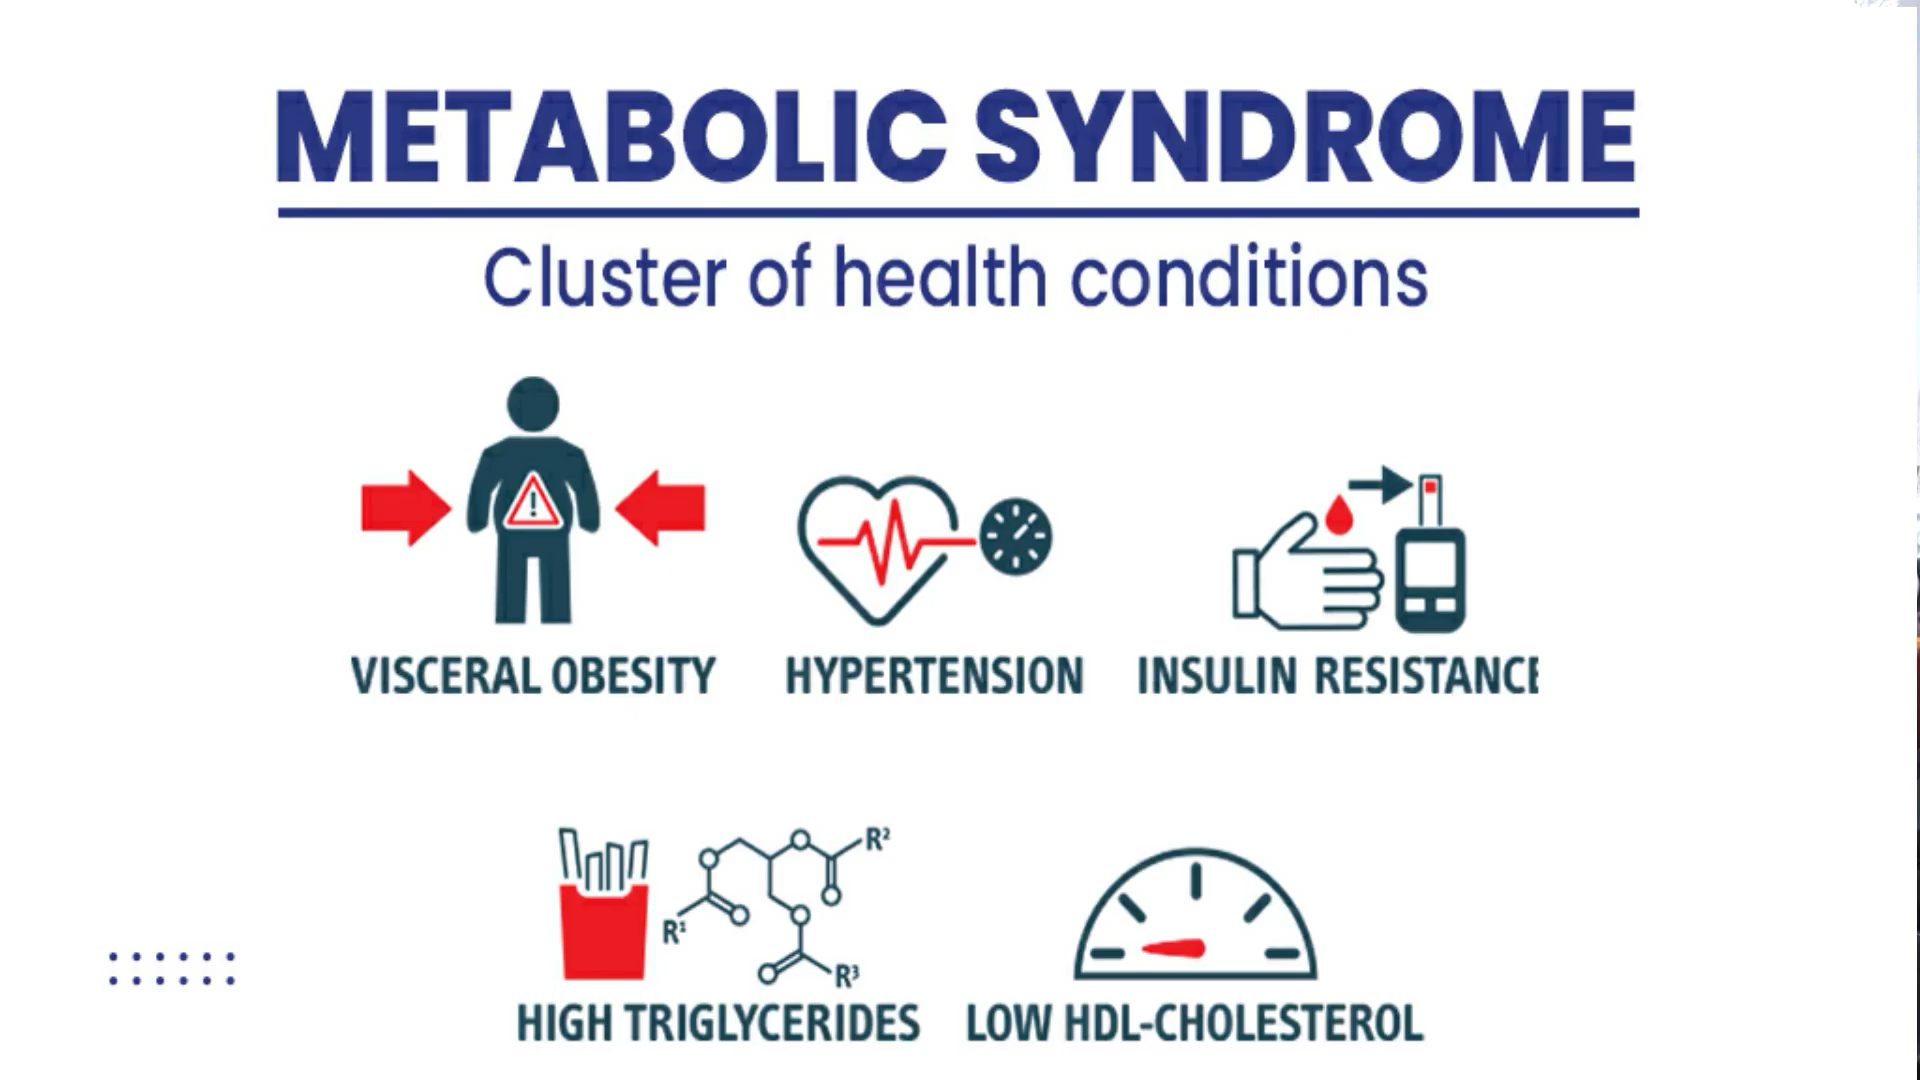 METABOLIC SYNDROME
Cluster of health conditions
VISCERAL OBESITY
HYPERTENSION
INSULIN RESISTANCE
R²
R¹
R³
HIGH TRIGLYCERIDES
LOW HDL-CHOLESTEROL